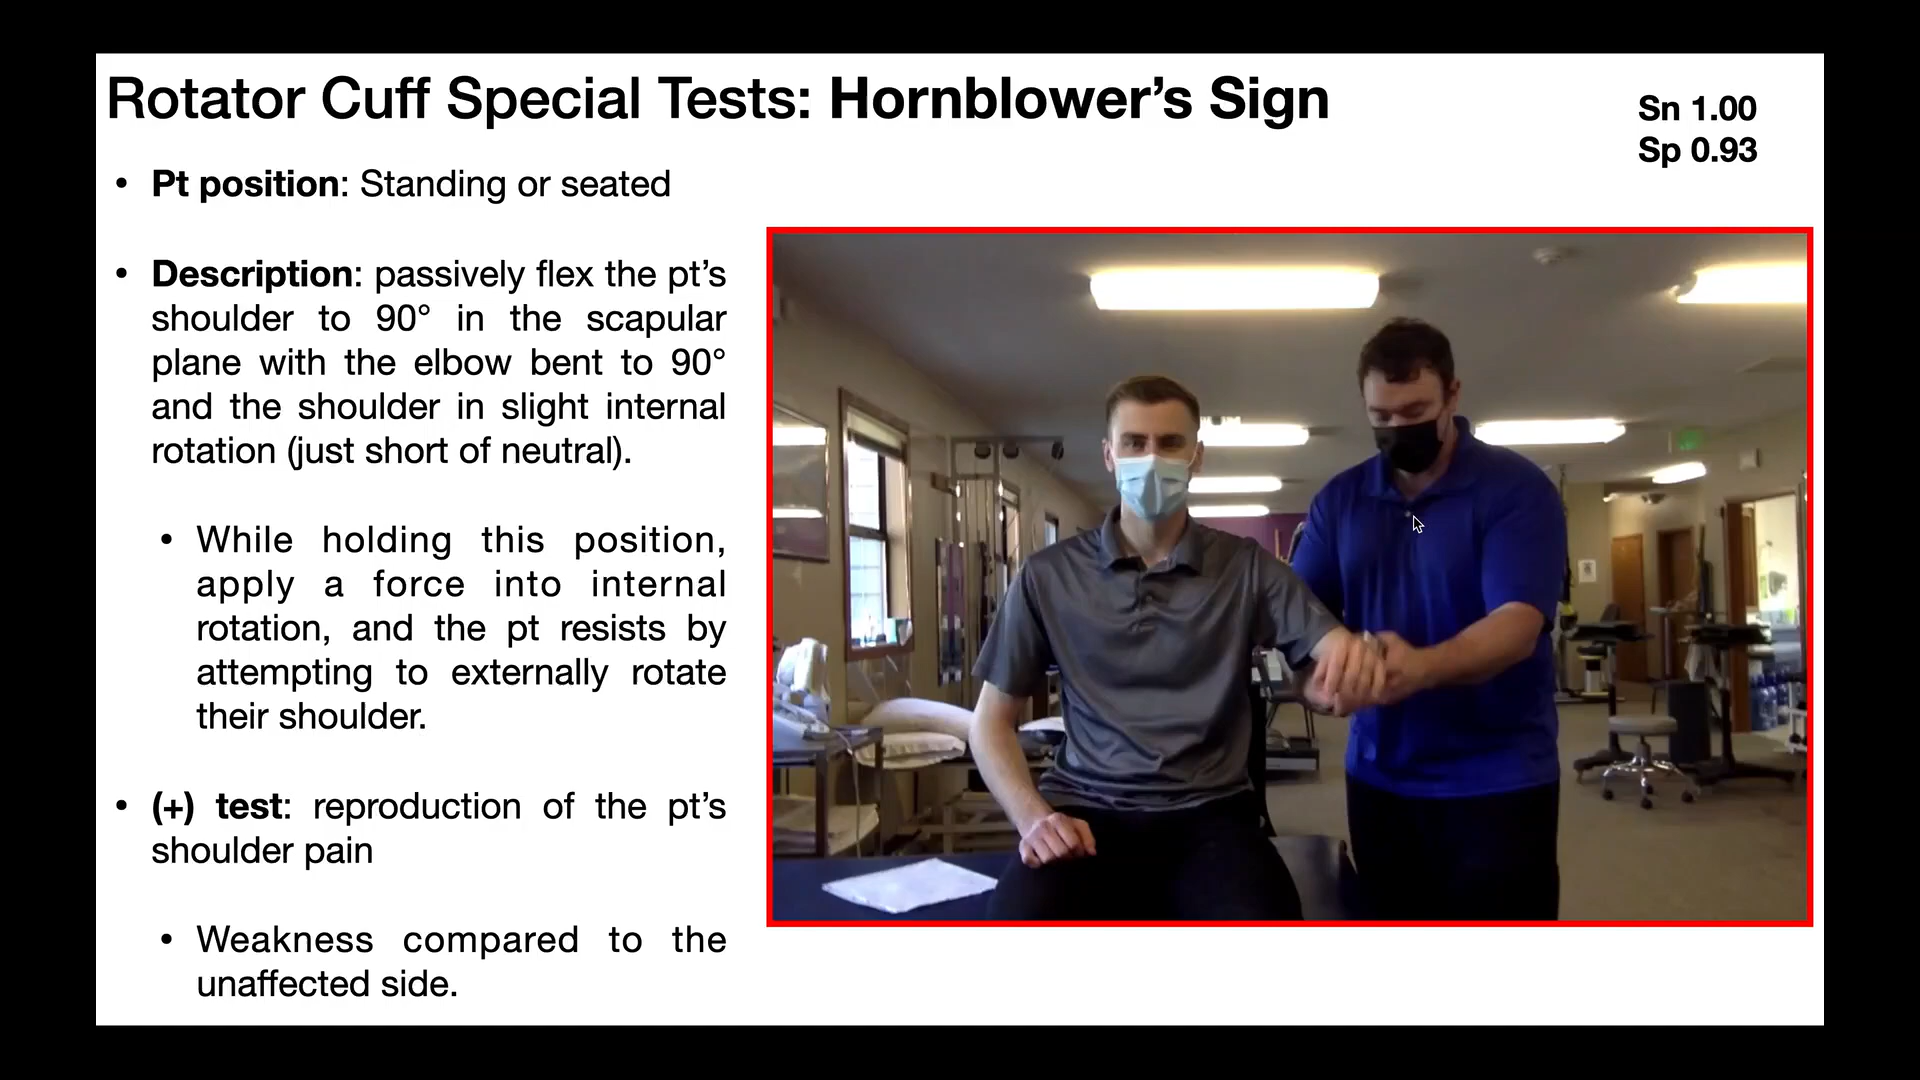 Rotator Cuff Special Tests: Hornblower’s Sign
Sn 1.00
Sp 0.93
• Pt position: Standing or seated
• Description: passively flex the pt’s
shoulder to 90° in the scapular
plane with the elbow bent to 90°
and the shoulder in slight internal
rotation (just short of neutral).
• While holding this position,
apply a force into internal
rotation, and the pt resists by
attempting to externally rotate
their shoulder.
• (+) test: reproduction of the pt’s
shoulder pain
• Weakness compared to the
unaffected side.